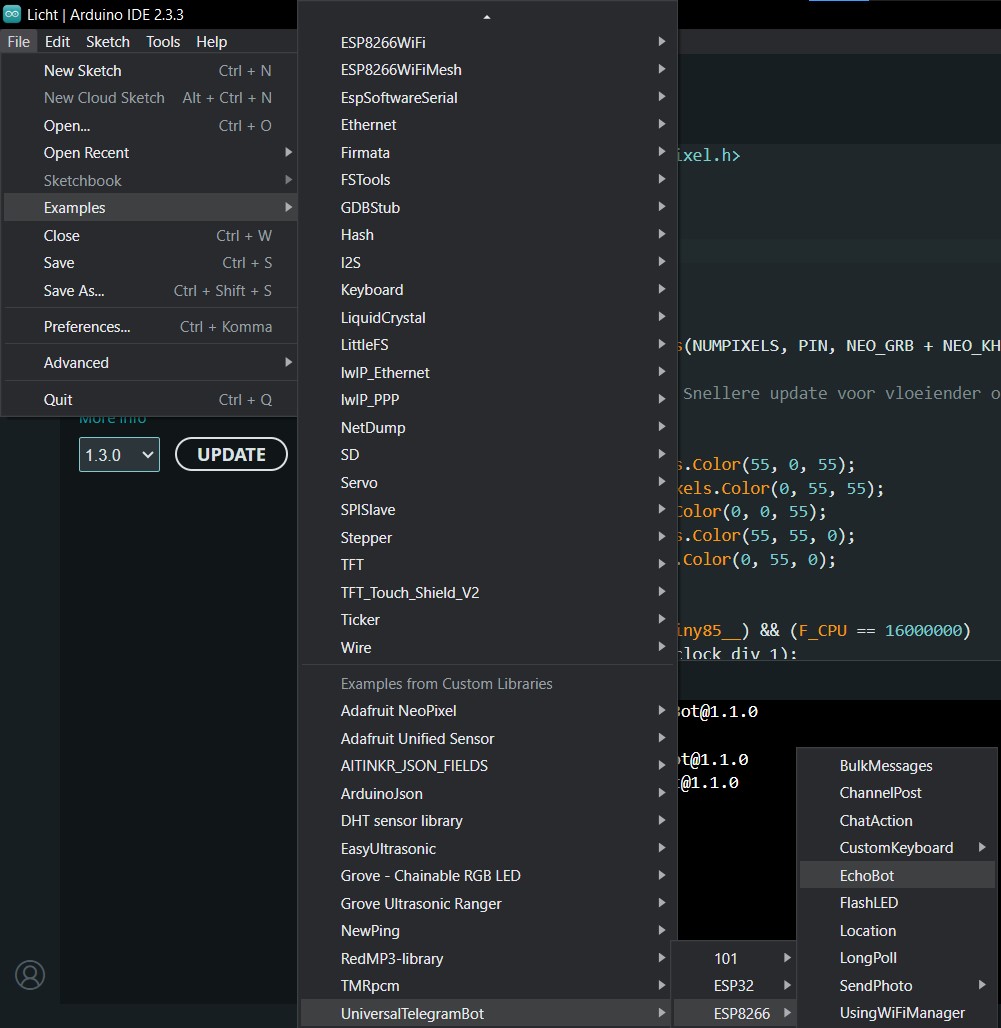 Licht | Arduino IDE 2.3.3
File Edit Sketch Tools Help
New Sketch Ctrl + N
New Cloud Sketch Alt + Ctrl + N
Open... Ctrl + O
Open Recent
Sketchbook
Examples
Close Ctrl + W
Save Ctrl + S
Save As... Ctrl + Shift + S
Preferences... Ctrl + Komma
Advanced
Quit Ctrl + Q
More info
1.3.0 UPDATE
ESP8266WiFi
ESP8266WiFiMesh
EspSoftwareSerial
Ethernet
Firmata
FSTools
GDBStub
Hash
I2S
Keyboard
LiquidCrystal
LittleFS
lwIP_Ethernet
lwIP_PPP
NetDump
SD
Servo
SPISlave
Stepper
TFT
TFT_Touch_Shield_V2
Ticker
Wire
Examples from Custom Libraries
Adafruit NeoPixel
Adafruit Unified Sensor
AITINKR_JSON_FIELDS
ArduinoJson
DHT sensor library
EasyUltrasonic
Grove - Chainable RGB LED
Grove Ultrasonic Ranger
NewPing
RedMP3-library
TMRpcm
UniversalTelegramBot
101
ESP32
ESP8266
BulkMessages
ChannelPost
ChatAction
CustomKeyboard
EchoBot
FlashLED
Location
LongPoll
SendPhoto
UsingWiFiManager
ixel.h>
s(NUMPIXELS, PIN, NEO_GRB + NEO_KH
Snellere update voor vloeiender o
s.Color(55, 0, 55);
xels.Color(0, 55, 55);
Color(0, 0, 55);
s.Color(55, 55, 0);
.Color(0, 55, 0);
iny85__) && (F_CPU == 16000000)
clock_div_1);
Bot@1.1.0
ot@1.1.0
t@1.1.0